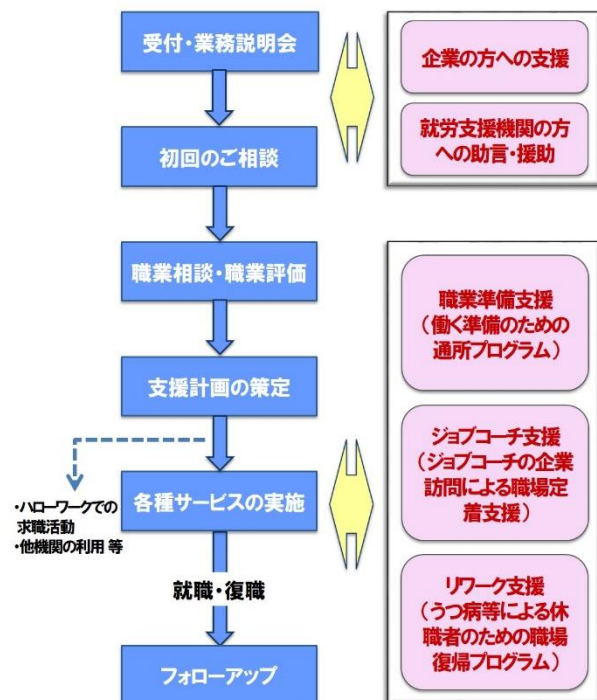 受付・業務説明会
初回のご相談
職業相談・職業評価
支援計画の策定
・ハローワークでの
求職活動
・他機関の利用 等
各種サービスの実施
就職・復職
フォローアップ
企業の方への支援
就労支援機関の方
への助言・援助
職業準備支援
(働く準備のための
通所プログラム)
ジョブコーチ支援
(ジョブコーチの企業
訪問による職場定
着支援)
リワーク支援
(うつ病等による休
職者のための職場
復帰プログラム)